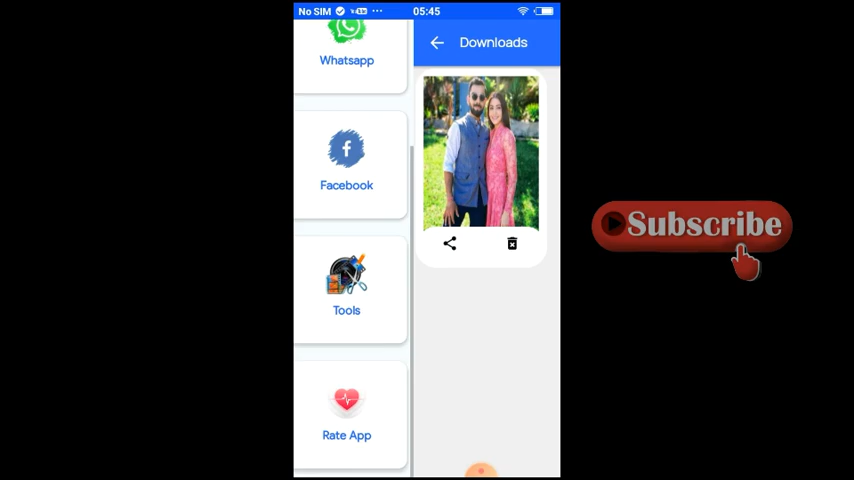 No SIM
05:45
Whatsapp
Facebook
Tools
Rate App
Downloads
Subscribe